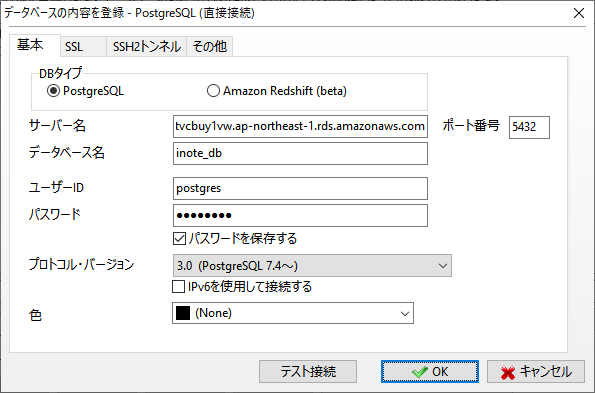 データベースの内容を登録 - PostgreSQL (直接接続)
基本 SSL SSH2トンネル その他
DBタイプ
PostgreSQL Amazon Redshift (beta)
サーバー名 tvcbuy1vw.ap-northeast-1.rds.amazonaws.com ポート番号 5432
データベース名 inote_db
ユーザーID postgres
パスワード ●●●●●●●●
パスワードを保存する
プロトコル・バージョン 3.0 (PostgreSQL 7.4～)
IPv6を使用して接続する
色 (None)
テスト接続 OK キャンセル